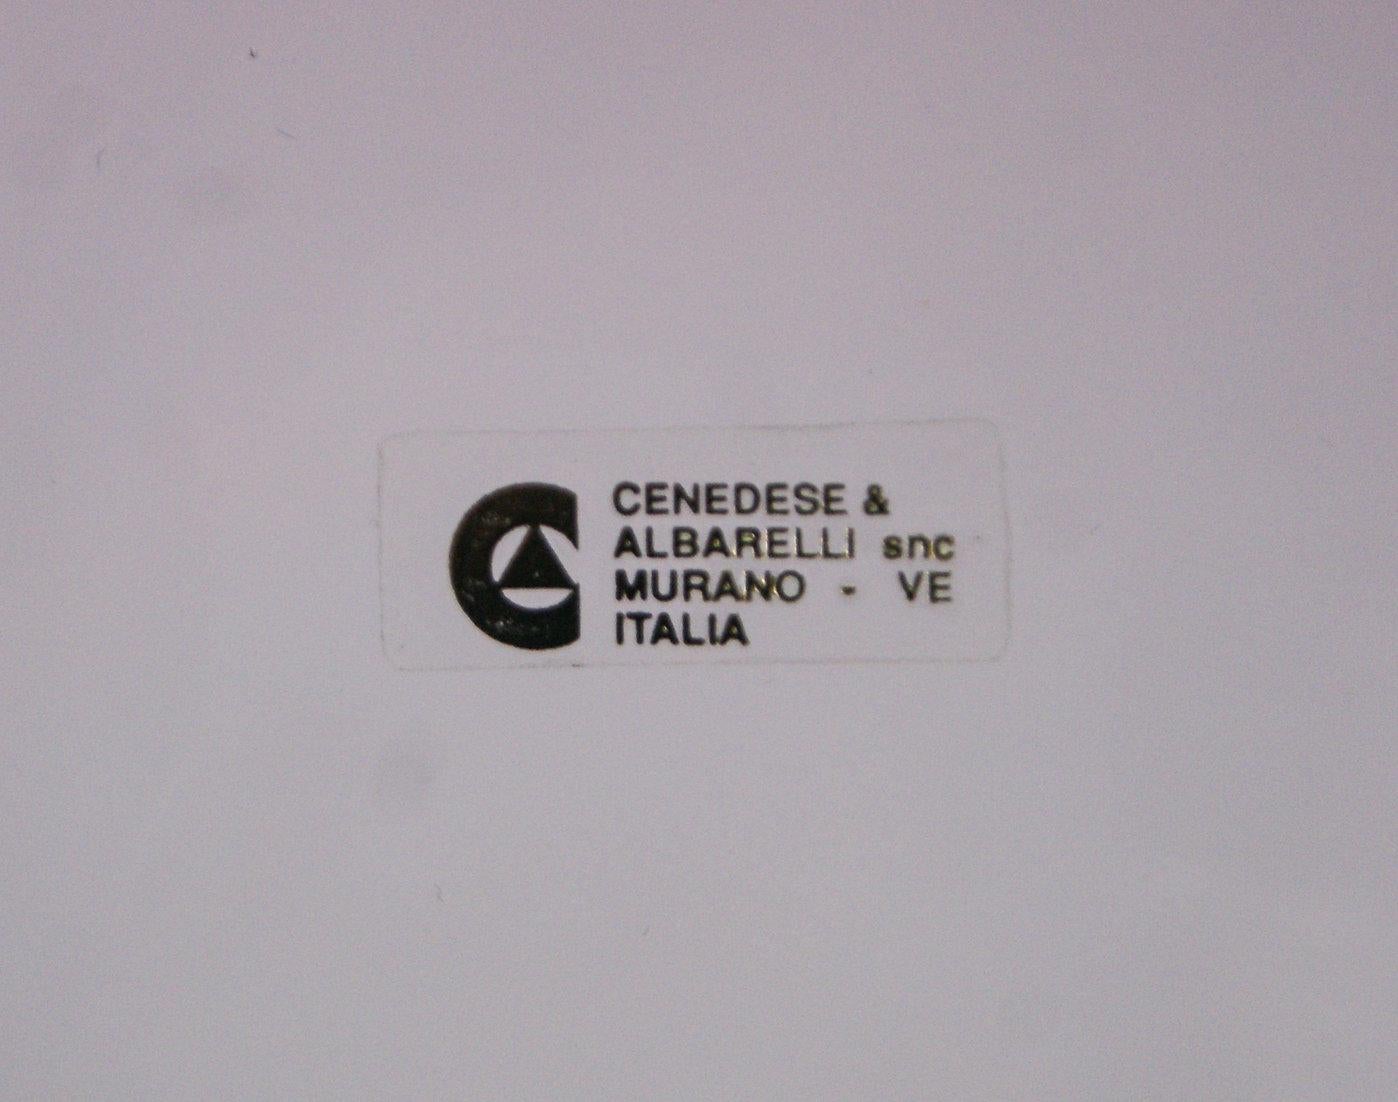 CENEDESE &
ALBARELLI snc
MURANO - VE
ITALIA